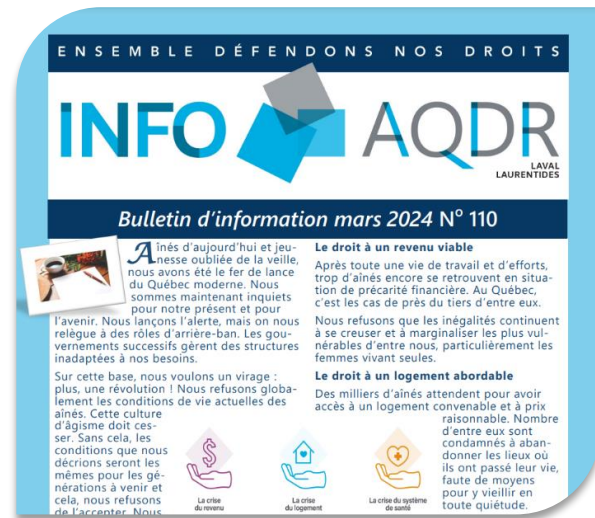 ENSEMBLE DÉFENDONS NOS DROITS
INFO AQDR
LAVAL
LAURENTIDES
Bulletin d'information mars 2024 N° 110
Aînés d'aujourd'hui et jeu-
nesse oubliée de la veille,
nous avons été le fer de lance
du Québec moderne. Nous
sommes maintenant inquiets
pour notre présent et pour
l'avenir. Nous lançons l'alerte, mais on nous
relègue à des rôles d'arrière-ban. Les gou-
vernements successifs gèrent des structures
inadaptées à nos besoins.
Sur cette base, nous voulons un virage :
plus, une révolution ! Nous refusons globa-
lement les conditions de vie actuelles des
aînés. Cette culture
d'âgisme doit ces-
ser. Sans cela, les
conditions que nous
décrions seront les
mêmes pour les gé-
nérations à venir et
cela, nous refusons
de l'accepter. Nous
Le droit à un revenu viable
Après toute une vie de travail et d'efforts,
trop d'aînés encore se retrouvent en situa-
tion de précarité financière. Au Québec,
c'est les cas de près du tiers d'entre eux.
Nous refusons que les inégalités continuent
à se creuser et à marginaliser les plus vul-
nérables d'entre nous, particulièrement les
femmes vivant seules.
Le droit à un logement abordable
Des milliers d'aînés attendent pour avoir
accès à un logement convenable et à prix
raisonnable. Nombre
d'entre eux sont
condamnés à aban-
donner les lieux où
ils ont passé leur vie,
faute de moyens
pour y vieillir en
toute quiétude.
La crise
du revenu
La crise
du logement
La crise du système
de santé